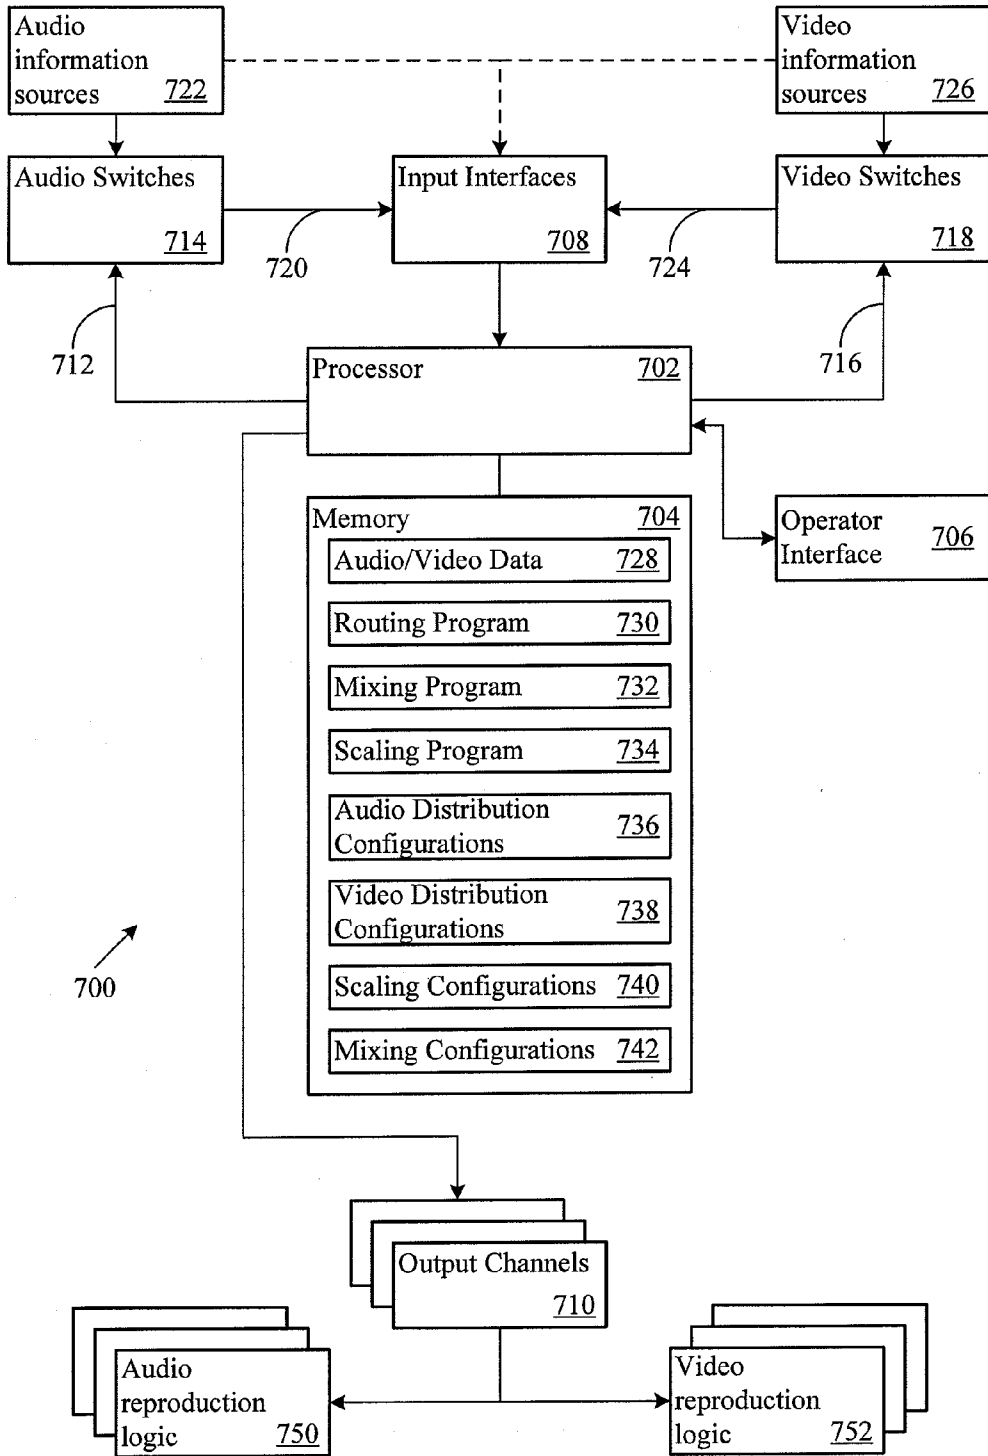 Audio
information
sources 722
Video
information
sources 726
Audio Switches
714
Input Interfaces
708
Video Switches
718
720
724
712
716
Processor 702
Memory 704
Audio/Video Data 728
Routing Program 730
Mixing Program 732
Scaling Program 734
Audio Distribution
Configurations 736
Video Distribution
Configurations 738
Scaling Configurations 740
Mixing Configurations 742
Operator
Interface 706
700
Output Channels
710
Audio
reproduction
logic 750
Video
reproduction
logic 752